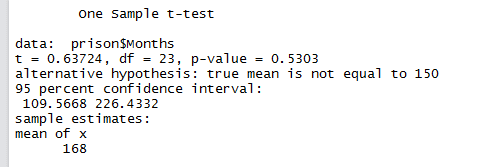 One Sample t-test
data: prison$Months
t = 0.63724, df = 23, p-value = 0.5303
alternative hypothesis: true mean is not equal to 150
95 percent confidence interval:
109.5668 226.4332
sample estimates:
mean of x
168